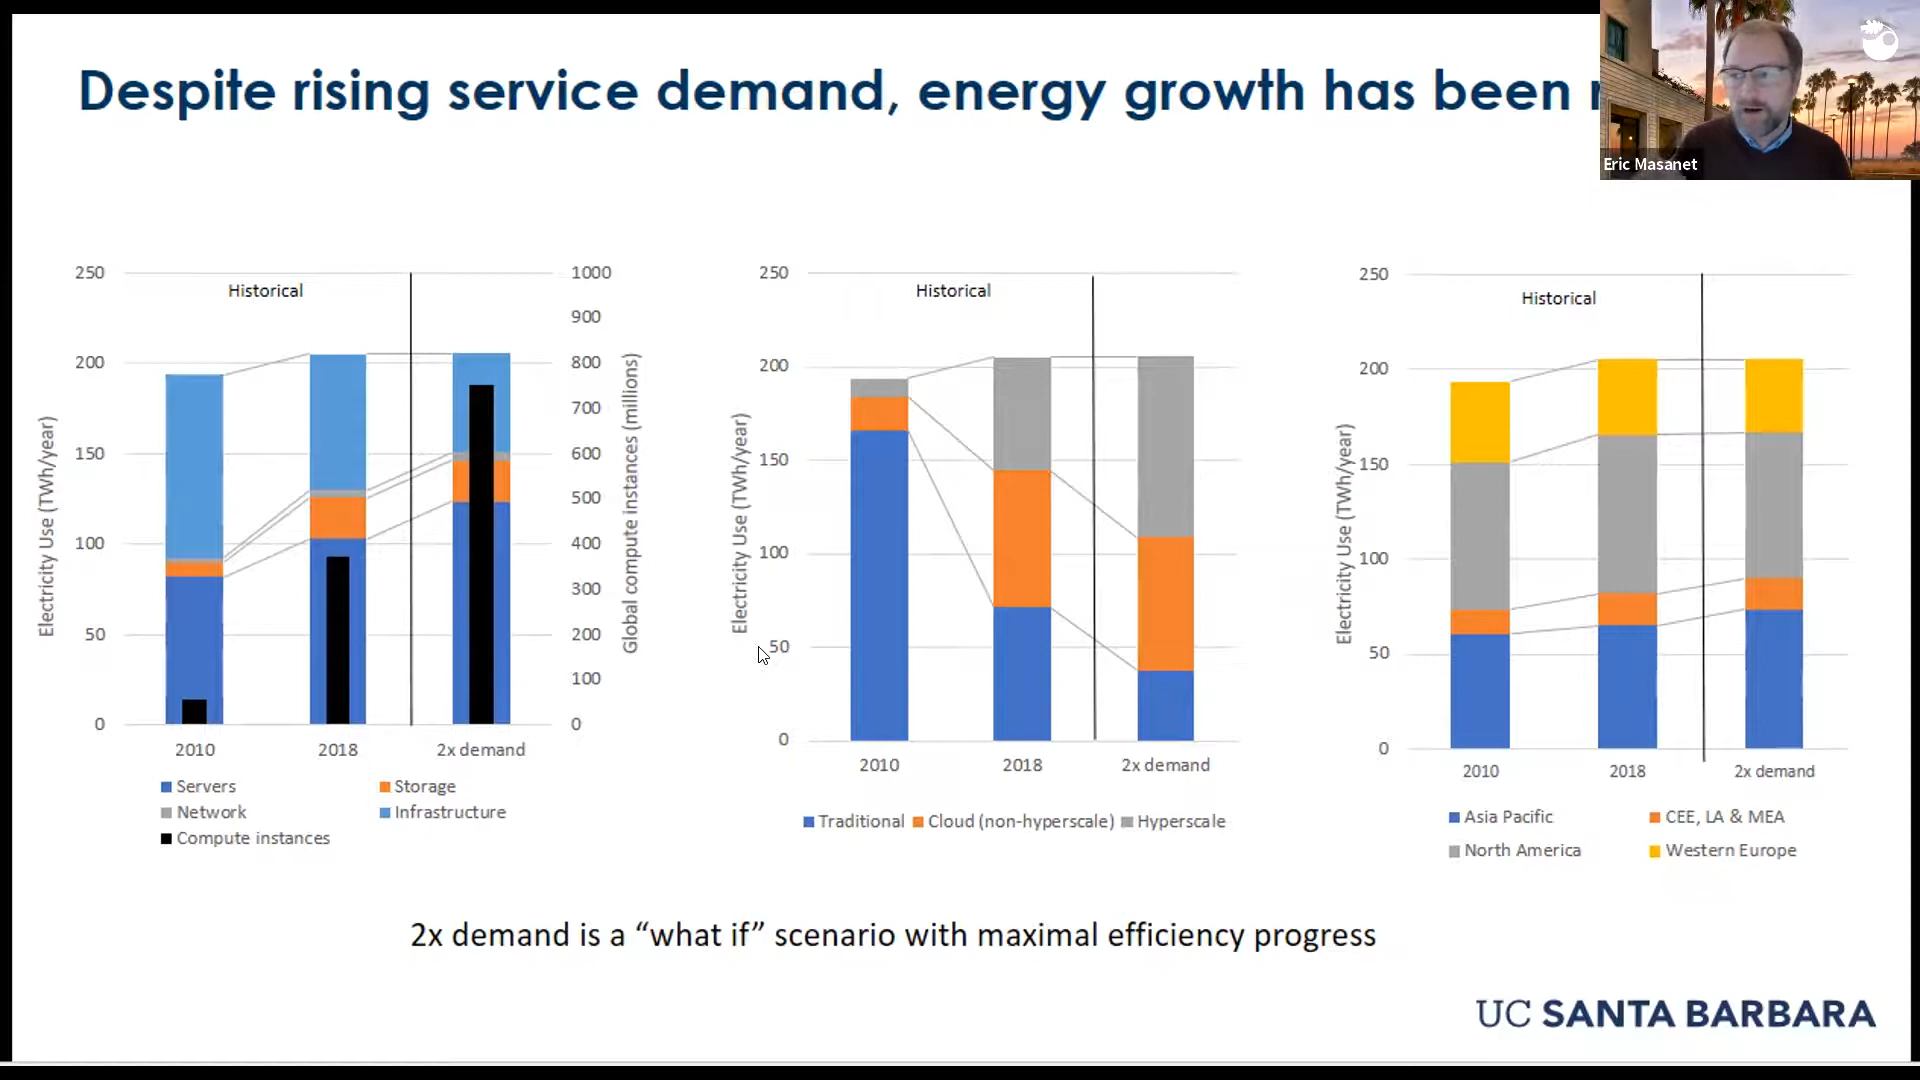 Despite rising service demand, energy growth has been
Eric Masanet
250
200
150
100
50
0
Electricity Use (TWh/year)
Historical
1000
900
800
700
600
500
400
300
200
100
0
Global compute instances (millions)
2010 2018 2x demand
Servers Storage
Network Infrastructure
Compute instances
250
200
150
100
50
0
Electricity Use (TWh/year)
Historical
2010 2018 2x demand
Traditional Cloud (non-hyperscale) Hyperscale
250
200
150
100
50
0
Electricity Use (TWh/year)
Historical
2010 2018 2x demand
Asia Pacific CEE, LA & MEA
North America Western Europe
2x demand is a “what if” scenario with maximal efficiency progress
UC SANTA BARBARA